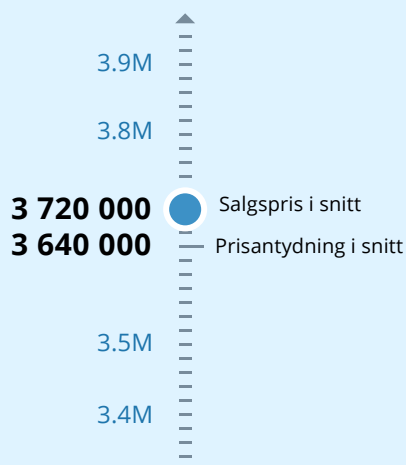 3.9M
3.8M
3 720 000 Salgspris i snitt
3 640 000 Prisantydning i snitt
3.5M
3.4M